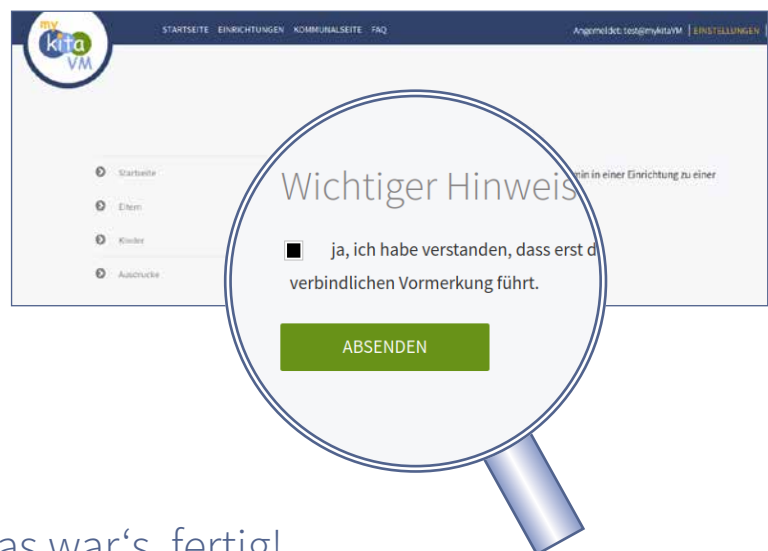 my
kita
VM
STARTSEITE EINRICHTUNGEN KOMMUNALSEITE FAQ
Angemeldet: test@mykitaVM | EINSTELLUNGEN |
Startseite
Eltern
Kinder
Ausdrucke
Wichtiger Hinweis
min in einer Einrichtung zu einer
ja, ich habe verstanden, dass erst d
verbindlichen Vormerkung führt.
ABSENDEN
as war‘s, fertig!